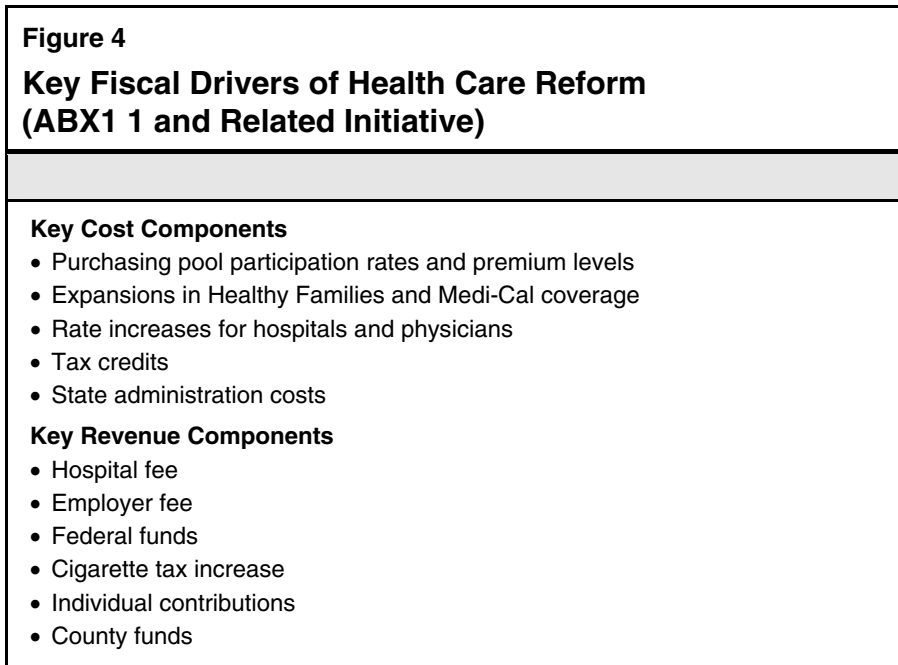 Figure 4
Key Fiscal Drivers of Health Care Reform
(ABX1 1 and Related Initiative)
Key Cost Components
• Purchasing pool participation rates and premium levels
• Expansions in Healthy Families and Medi-Cal coverage
• Rate increases for hospitals and physicians
• Tax credits
• State administration costs
Key Revenue Components
• Hospital fee
• Employer fee
• Federal funds
• Cigarette tax increase
• Individual contributions
• County funds